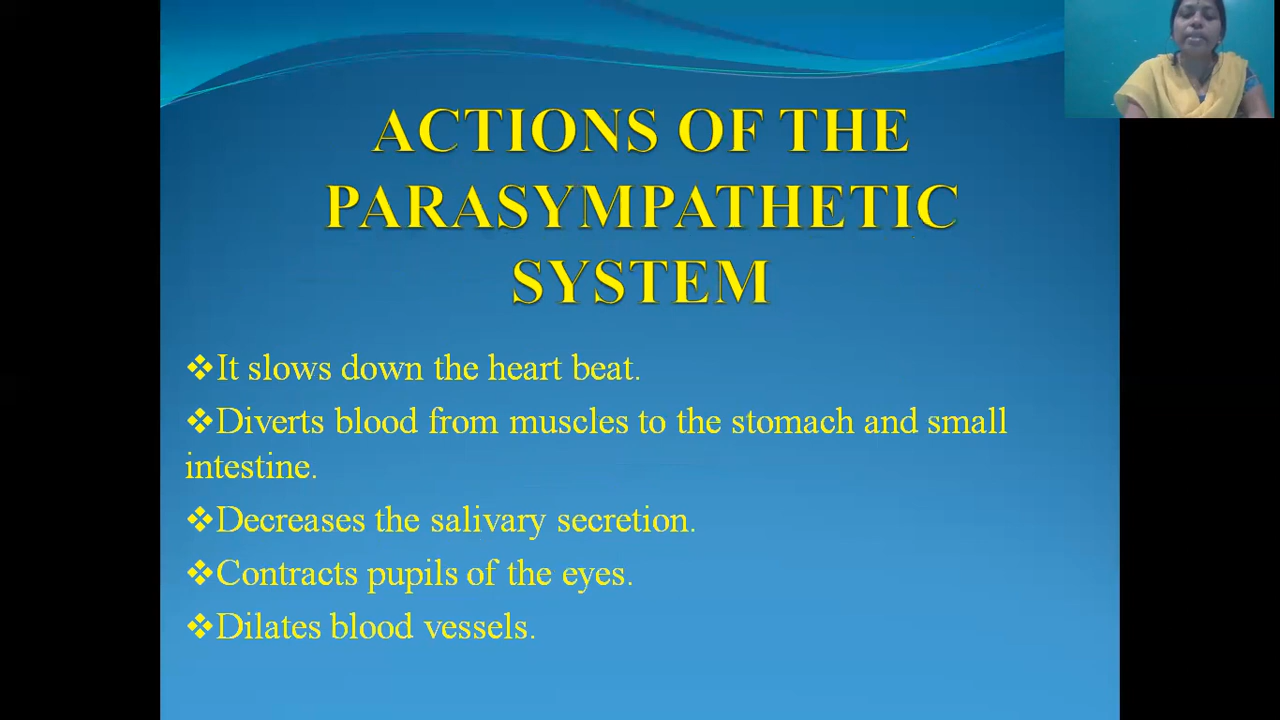 ACTIONS OF THE
PARASYMPATHETIC
SYSTEM
❖It slows down the heart beat.
❖Diverts blood from muscles to the stomach and small
intestine.
❖Decreases the salivary secretion.
❖Contracts pupils of the eyes.
❖Dilates blood vessels.